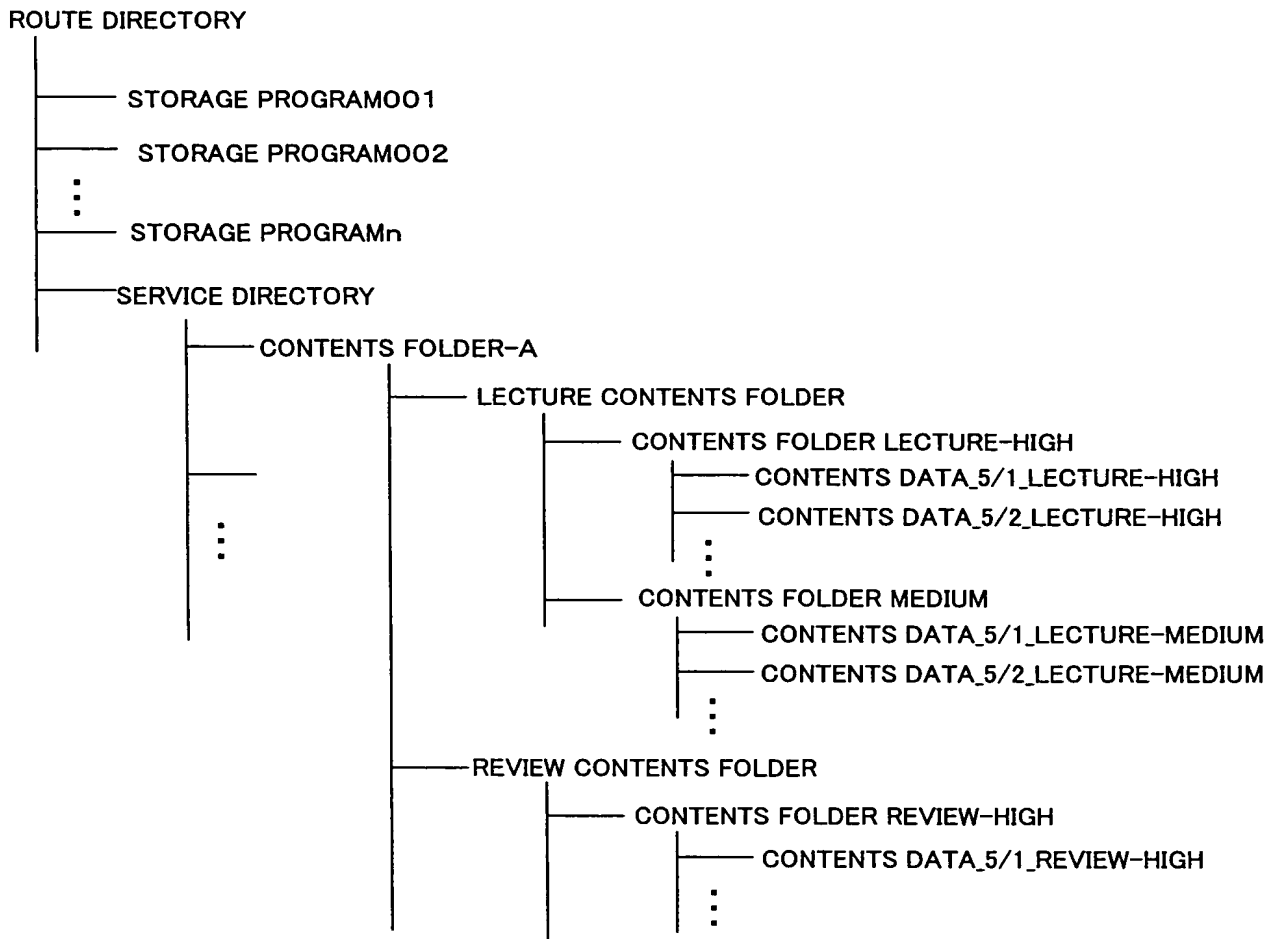 ROUTE DIRECTORY
STORAGE PROGRAM001
STORAGE PROGRAM002
STORAGE PROGRAMn
SERVICE DIRECTORY
CONTENTS FOLDER-A
LECTURE CONTENTS FOLDER
CONTENTS FOLDER LECTURE-HIGH
CONTENTS DATA_5/1_LECTURE-HIGH
CONTENTS DATA_5/2_LECTURE-HIGH
CONTENTS FOLDER MEDIUM
CONTENTS DATA_5/1_LECTURE-MEDIUM
CONTENTS DATA_5/2_LECTURE-MEDIUM
REVIEW CONTENTS FOLDER
CONTENTS FOLDER REVIEW-HIGH
CONTENTS DATA_5/1_REVIEW-HIGH